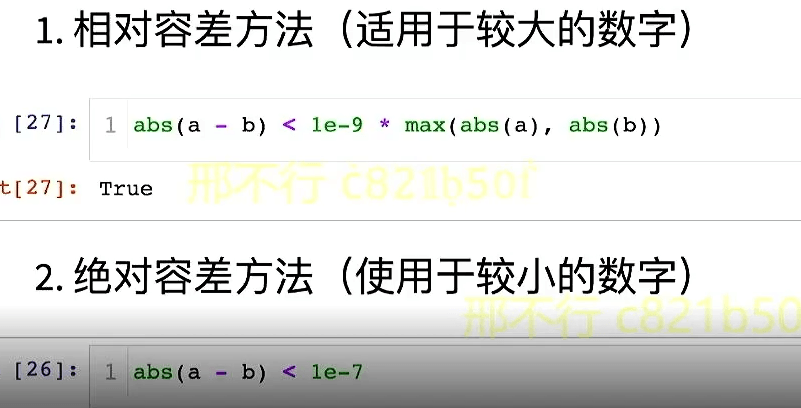 1. 相对容差方法（适用于较大的数字）
[27]: 1 abs(a - b) < 1e-9 * max(abs(a), abs(b))
t[27]: True
邢不行 c821b50f
2. 绝对容差方法（使用于较小的数字）
邢不行 c821b50
[26]: 1 abs(a - b) < 1e-7